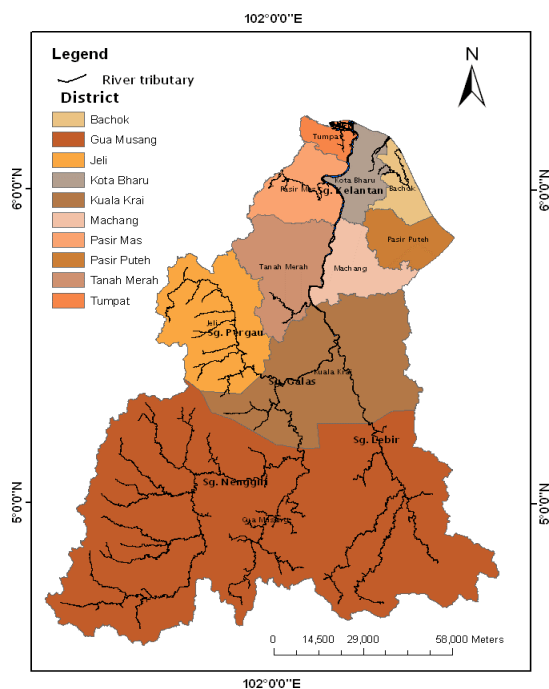 102°0'0"E
Legend
River tributary
District
Bachok
Gua Musang
Jeli
Kota Bharu
Kuala Krai
Machang
Pasir Mas
Pasir Puteh
Tanah Merah
Tumpat
N
6°0'0"N
6°0'0"N
5°0'0"N
5°0'0"N
Tumpat
Kota Bharu
Pasir Mas
Sg. Kelantan
Bachok
Pasir Puteh
Tanah Merah
Machang
Jeli
Sg. Pergau
Kuala Krai
Sg. Galas
Sg. Lebir
Sg. Nenggiri
Gua Musang
0 14,500 29,000 58,000 Meters
102°0'0"E